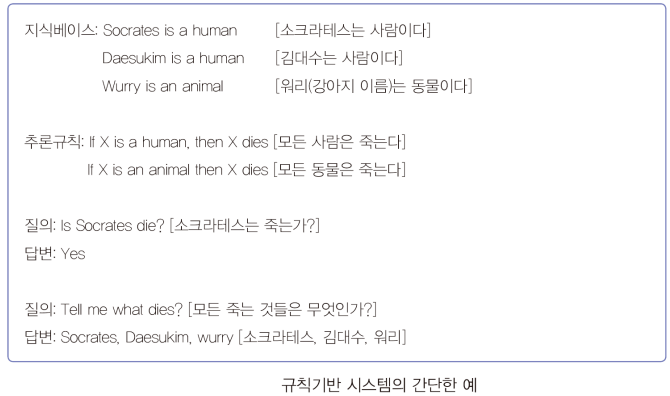 지식베이스: Socrates is a human [소크라테스는 사람이다]
Daesukim is a human [김대수는 사람이다]
Wurry is an animal [워리(강아지 이름)는 동물이다]
추론규칙: If X is a human, then X dies [모든 사람은 죽는다]
If X is an animal then X dies [모든 동물은 죽는다]
질의: Is Socrates die? [소크라테스는 죽는가?]
답변: Yes
질의: Tell me what dies? [모든 죽는 것들은 무엇인가?]
답변: Socrates, Daesukim, wurry [소크라테스, 김대수, 워리]
규칙기반 시스템의 간단한 예